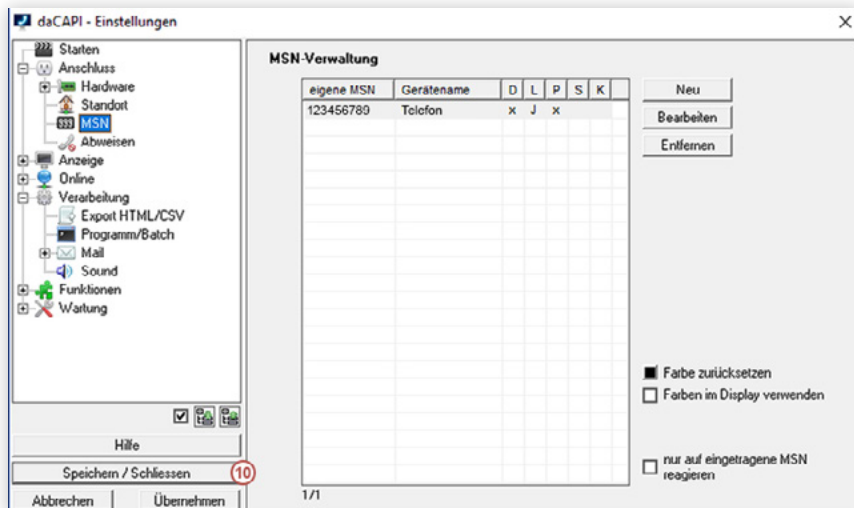 daCAPI - Einstellungen
Starten
Anschluss
Hardware
Standort
MSN
Abweisen
Anzeige
Online
Verarbeitung
Export HTML/CSV
Programm/Batch
Mail
Sound
Funktionen
Wartung
Hilfe
Speichern / Schliessen
10
Abbrechen Übernehmen
MSN-Verwaltung
eigene MSN Gerätename D L P S K
123456789 Telefon x J x
1/1
Neu
Bearbeiten
Entfernen
Farbe zurücksetzen
Farben im Display verwenden
nur auf eingetragene MSN
reagieren